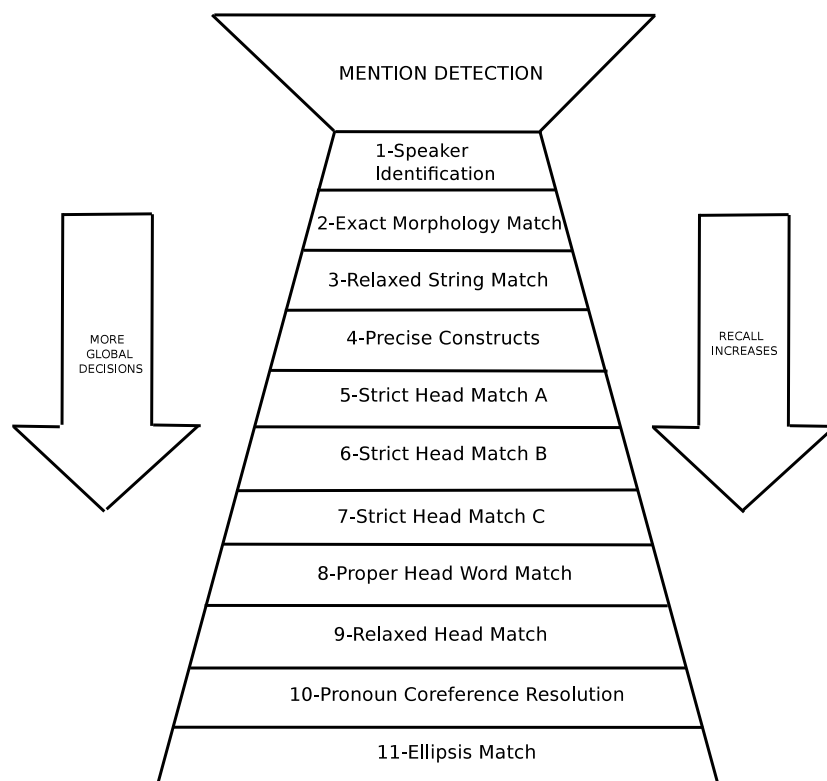 MENTION DETECTION
1-Speaker
Identification
2-Exact Morphology Match
3-Relaxed String Match
4-Precise Constructs
5-Strict Head Match A
6-Strict Head Match B
7-Strict Head Match C
8-Proper Head Word Match
9-Relaxed Head Match
10-Pronoun Coreference Resolution
11-Ellipsis Match
MORE
GLOBAL
DECISIONS
RECALL
INCREASES